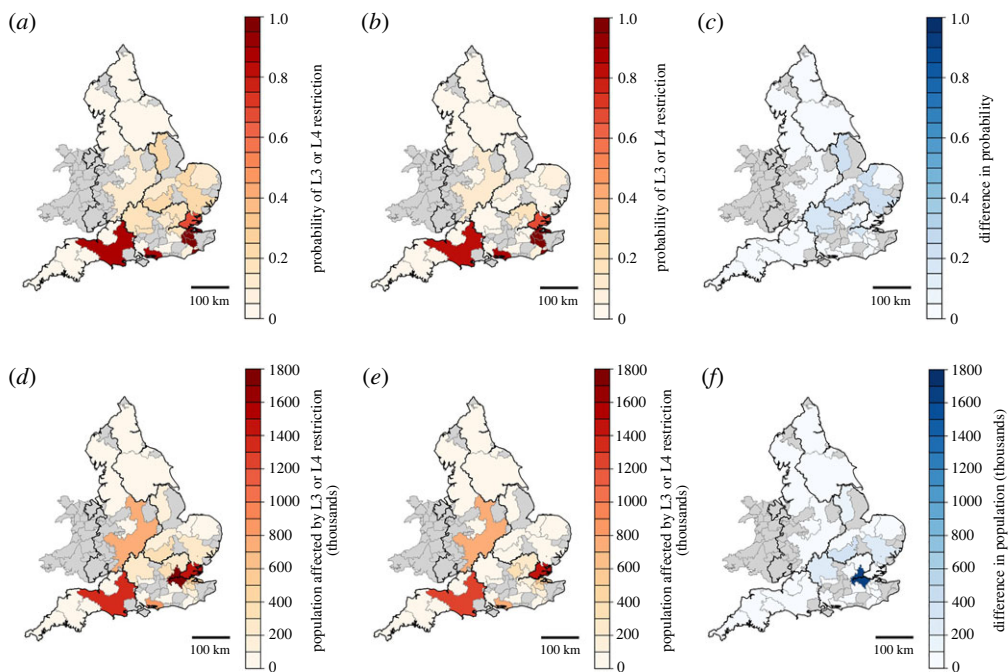 (a)
1.0
0.8
0.6
0.4
0.2
0
probability of L3 or L4 restriction
100 km
(b)
1.0
0.8
0.6
0.4
0.2
0
probability of L3 or L4 restriction
100 km
(c)
1.0
0.8
0.6
0.4
0.2
0
difference in probability
100 km
(d)
1800
1600
1400
1200
1000
800
600
400
200
0
population affected by L3 or L4 restriction
(thousands)
100 km
(e)
1800
1600
1400
1200
1000
800
600
400
200
0
population affected by L3 or L4 restriction
(thousands)
100 km
(f)
1800
1600
1400
1200
1000
800
600
400
200
0
difference in population (thousands)
100 km